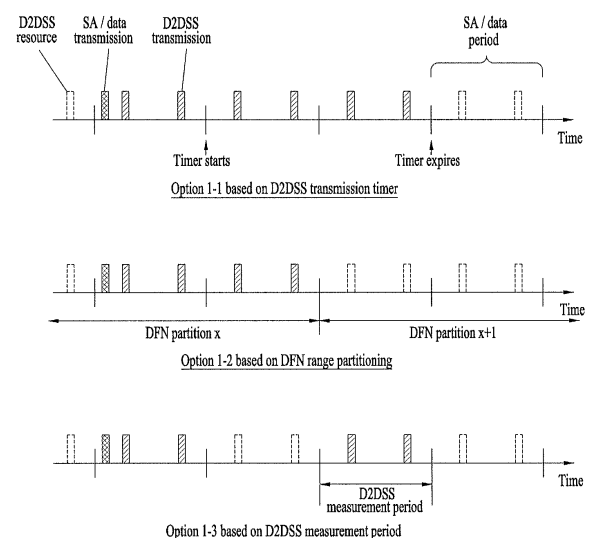 D2DSS
resource
SA / data
transmission
D2DSS
transmission
SA / data
period
Time
Timer starts
Timer expires
Option 1-1 based on D2DSS transmission timer
Time
DFN partition x
DFN partition x+1
Option 1-2 based on DFN range partitioning
Time
D2DSS
measurement period
Option 1-3 based on D2DSS measurement period